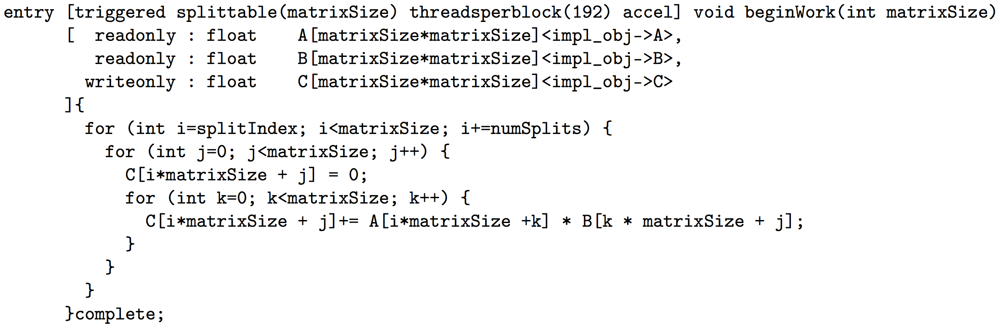 entry [triggered splittable(matrixSize) threadsperblock(192) accel] void beginWork(int matrixSize)
[  readonly : float    A[matrixSize*matrixSize]<impl_obj->A>,
readonly : float    B[matrixSize*matrixSize]<impl_obj->B>,
writeonly : float    C[matrixSize*matrixSize]<impl_obj->C>
]{
for (int i=splitIndex; i<matrixSize; i+=numSplits) {
for (int j=0; j<matrixSize; j++) {
C[i*matrixSize + j] = 0;
for (int k=0; k<matrixSize; k++) {
C[i*matrixSize + j]+= A[i*matrixSize +k] * B[k * matrixSize + j];
}
}
}
}complete;